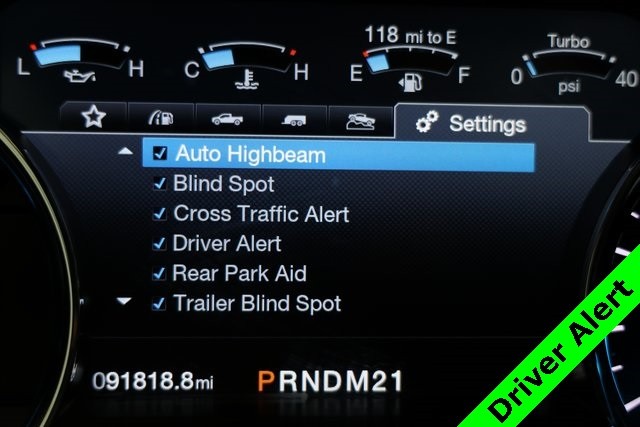 118 mi to E
L H
C H
E F
Turbo
0 40
psi
Settings
Auto Highbeam
Blind Spot
Cross Traffic Alert
Driver Alert
Rear Park Aid
Trailer Blind Spot
091818.8mi
PRNDM21
Driver Alert